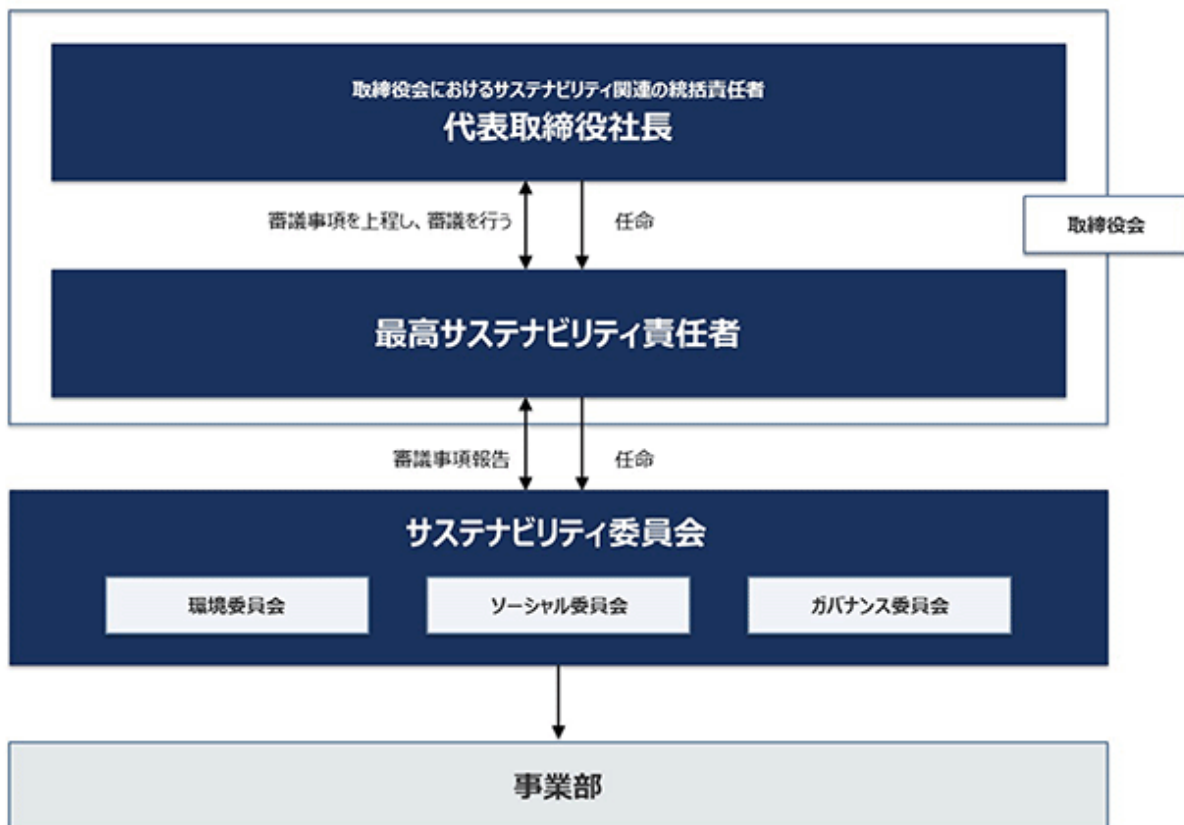 取締役会におけるサステナビリティ関連の統括責任者
代表取締役社長
審議事項を上程し、審議を行う
任命
取締役会
最高サステナビリティ責任者
審議事項報告
任命
サステナビリティ委員会
環境委員会
ソーシャル委員会
ガバナンス委員会
事業部